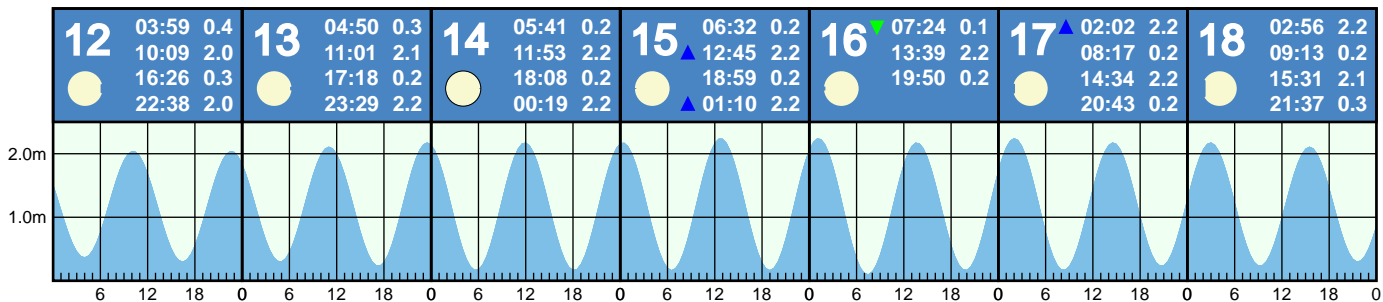 12 03:59 0.4 13 04:50 0.3 14 05:41 0.2 15 06:32 0.2 16 ▼ 07:24 0.1 17 ▲ 02:02 2.2 18 02:56 2.2
10:09 2.0 11:01 2.1 11:53 2.2 ▲ 12:45 2.2 13:39 2.2 08:17 0.2 09:13 0.2
16:26 0.3 17:18 0.2 18:08 0.2 18:59 0.2 19:50 0.2 14:34 2.2 15:31 2.1
22:38 2.0 23:29 2.2 00:19 2.2 ▲ 01:10 2.2 20:43 0.2 21:37 0.3
2.0m
1.0m
6 12 18 0 6 12 18 0 6 12 18 0 6 12 18 0 6 12 18 0 6 12 18 0 6 12 18 0